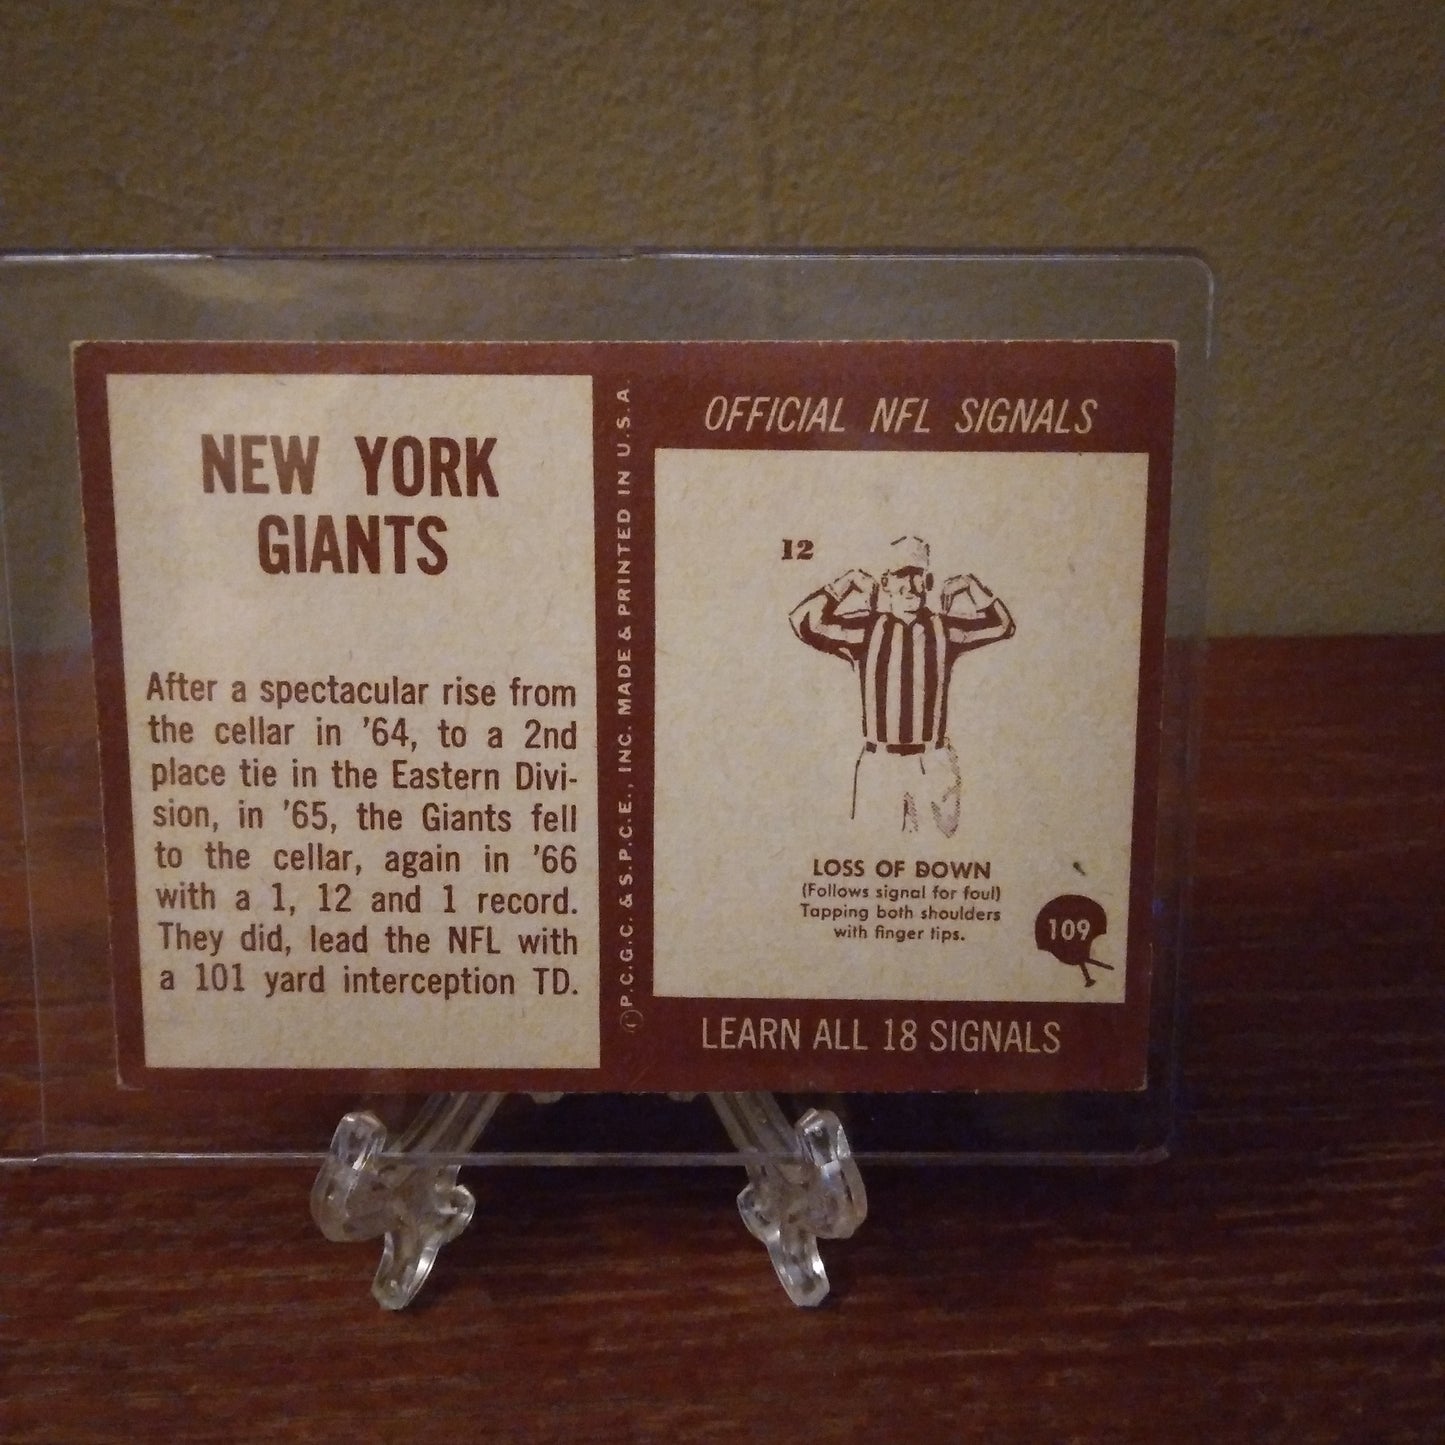 NEW YORK
GIANTS
After a spectacular rise from
the cellar in '64, to a 2nd
place tie in the Eastern Divi-
sion, in '65, the Giants fell
to the cellar, again in '66
with a 1, 12 and 1 record.
They did, lead the NFL with
a 101 yard interception TD.
© P.C.G.C. & S.P.C.E., INC. MADE & PRINTED IN U.S.A.
OFFICIAL NFL SIGNALS
12
LOSS OF DOWN
(Follows signal for foul)
Tapping both shoulders
with finger tips.
109
LEARN ALL 18 SIGNALS